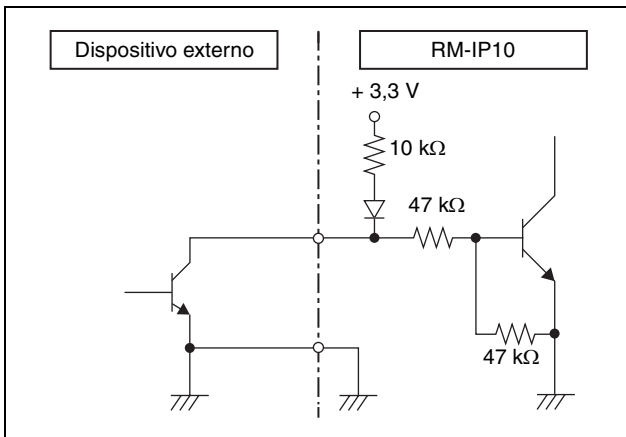 Dispositivo externo
RM-IP10
+ 3,3 V
10 kΩ
47 kΩ
47 kΩ